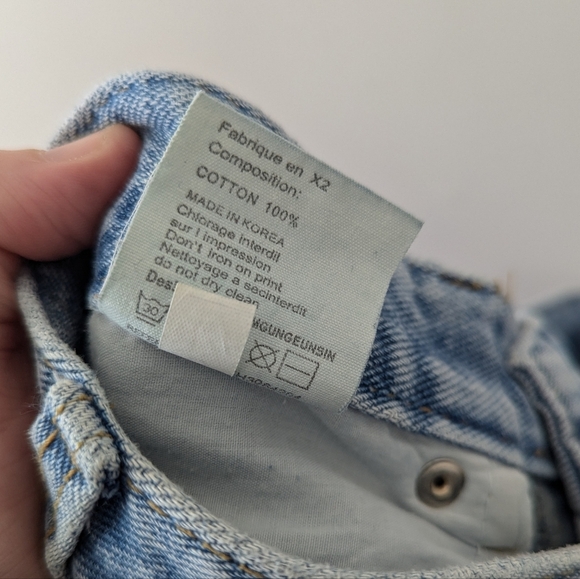 Fabrique en X2
Composition:
COTTON 100%
MADE IN KOREA
Chlorage interdit
sur l impression
Don't iron on print
Nettoyage a secinterdit
do not dry clean
30